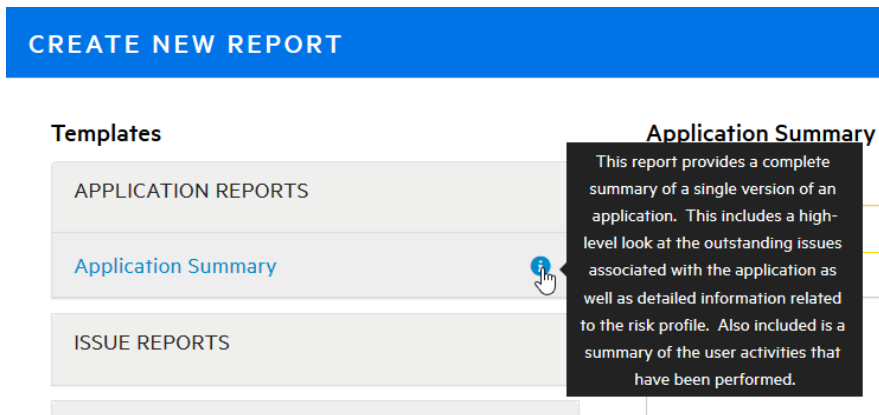 CREATE NEW REPORT
Templates
Application Summary
APPLICATION REPORTS
Application Summary
ISSUE REPORTS
This report provides a complete
summary of a single version of an
application.  This includes a high-
level look at the outstanding issues
associated with the application as
well as detailed information related
to the risk profile.  Also included is a
summary of the user activities that
have been performed.